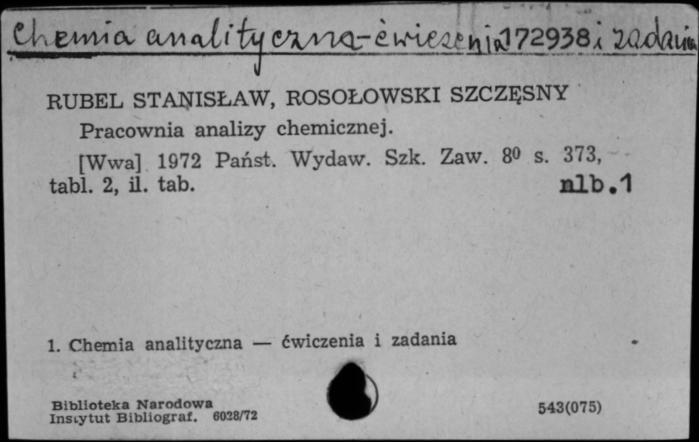 Chemia analityczna - ćwiczenia 172938 i zadania
RUBEL STANISŁAW, ROSOŁOWSKI SZCZĘSNY
Pracownia analizy chemicznej.
[Wwa] 1972 Państ. Wydaw. Szk. Zaw. 8⁰ s. 373,
tabl. 2, il. tab. nlb.1
1. Chemia analityczna — ćwiczenia i zadania
Biblioteka Narodowa
Instytut Bibliograf. 6028/72 543(075)